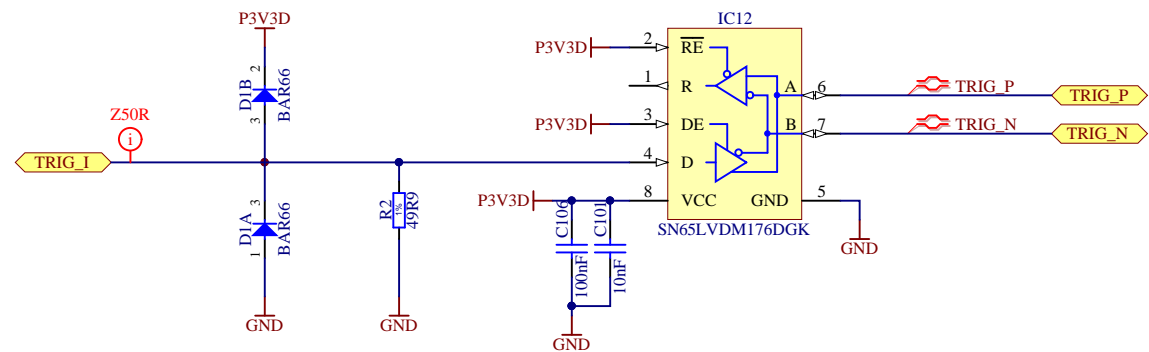 P3V3D
IC12
2
P3V3D
2
RE
D1B
BAR66
1
R
A
6
TRIG_P
TRIG_P
Z50R
i
3
P3V3D
3
DE
B
7
TRIG_N
TRIG_N
TRIG_I
4
D
3
D1A
BAR66
1
R2
1%
49R9
P3V3D
8
VCC
GND
5
C106
100nF
C101
10nF
SN65LVDM176DGK
GND
GND
GND
GND